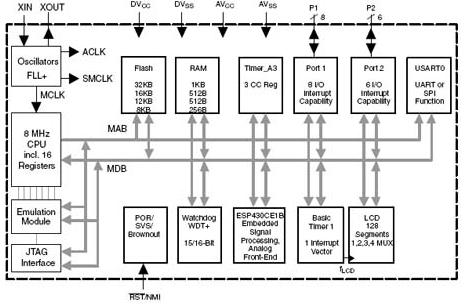 XIN XOUT DVCC DVSS AVCC AVSS P1 P2
8 6
Oscillators
FLL+
ACLK
SMCLK
MCLK
Flash
32KB
16KB
12KB
8KB
RAM
1KB
512B
512B
256B
Timer_A3
3 CC Reg
Port 1
8 I/O
Interrupt
Capability
Port 2
6 I/O
Interrupt
Capability
USART0
UART or
SPI
Function
8 MHz
CPU
incl. 16
Registers
MAB
MDB
Emulation
Module
JTAG
Interface
POR/
SVS/
Brownout
Watchdog
WDT+
15/16-Bit
ESP430CE1B
Embedded
Signal
Processing,
Analog
Front-End
Basic
Timer 1
1 Interrupt
Vector
LCD
128
Segments
1,2,3,4 MUX
fLCD
RST/NMI